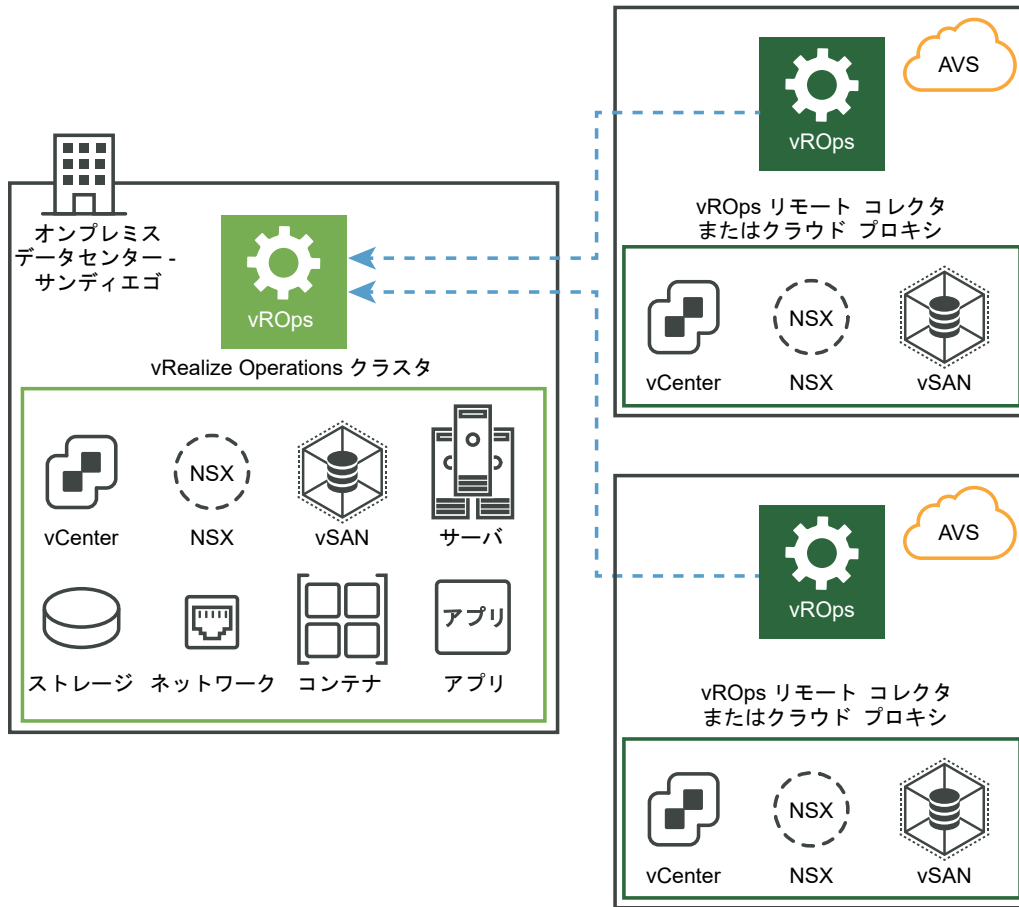 オンプレミス
データセンター -
サンディエゴ
vROps
vRealize Operations クラスタ
NSX
vCenter
NSX
vSAN
サーバ
アプリ
ストレージ
ネットワーク
コンテナ
アプリ
AVS
vROps
vROps リモート コレクタ
またはクラウド プロキシ
NSX
vCenter
NSX
vSAN
AVS
vROps
vROps リモート コレクタ
またはクラウド プロキシ
NSX
vCenter
NSX
vSAN